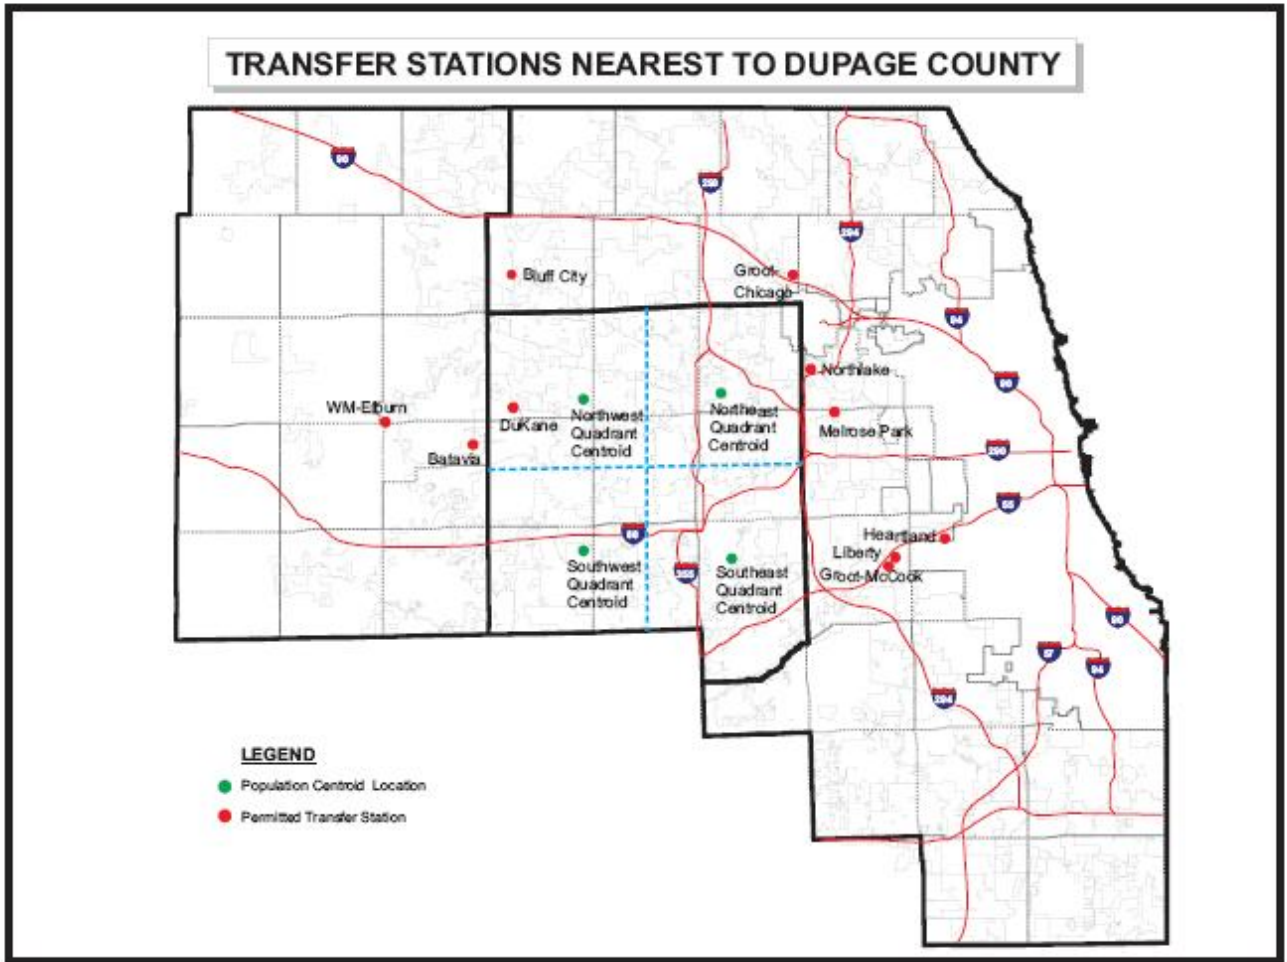 TRANSFER STATIONS NEAREST TO DUPAGE COUNTY
90
294
Bluff City
Groot-
Chicago
94
Northlake
90
WM-Elburn
DuKane
Northwest
Quadrant
Centroid
Northeast
Quadrant
Centroid
Melrose Park
Batavia
290
55
88
Heartland
Liberty
Groot-McCook
355
Southwest
Quadrant
Centroid
Southeast
Quadrant
Centroid
90
57
94
294
LEGEND
Population Centroid Location
Permitted Transfer Station